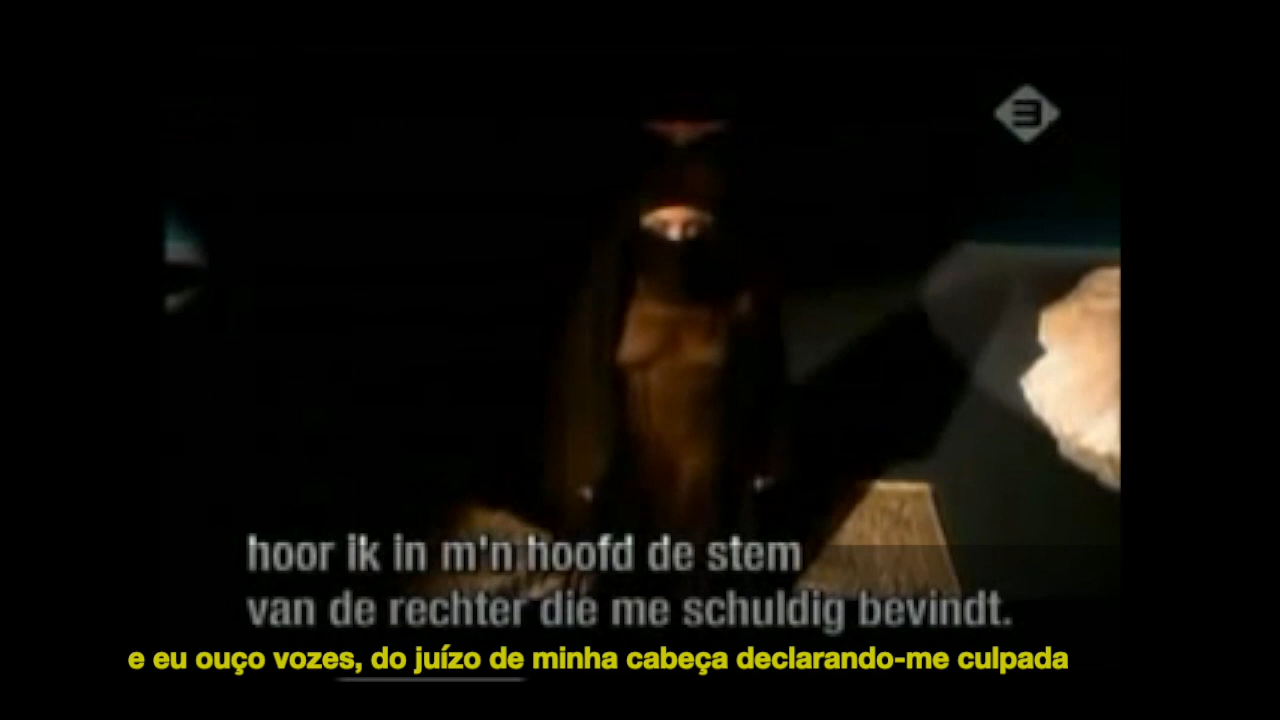 3
hoor ik in m'n hoofd de stem
van de rechter die me schuldig bevindt.
e eu ouço vozes, do juízo de minha cabeça declarando-me culpada